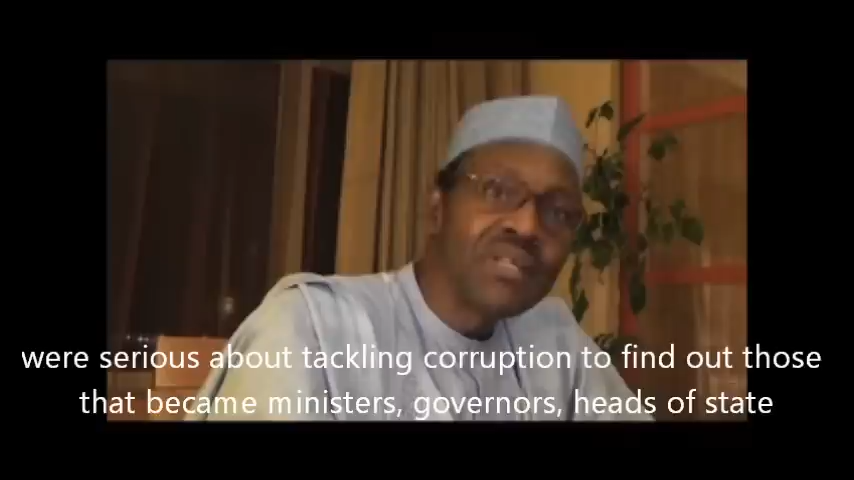 were serious about tackling corruption to find out those
that became ministers, governors, heads of state